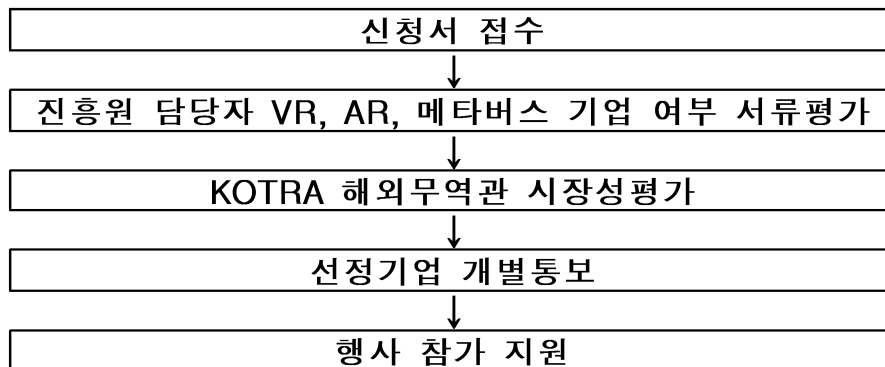 신청서 접수
진흥원 담당자 VR, AR, 메타버스 기업 여부 서류평가
KOTRA 해외무역관 시장성평가
선정기업 개별통보
행사 참가 지원